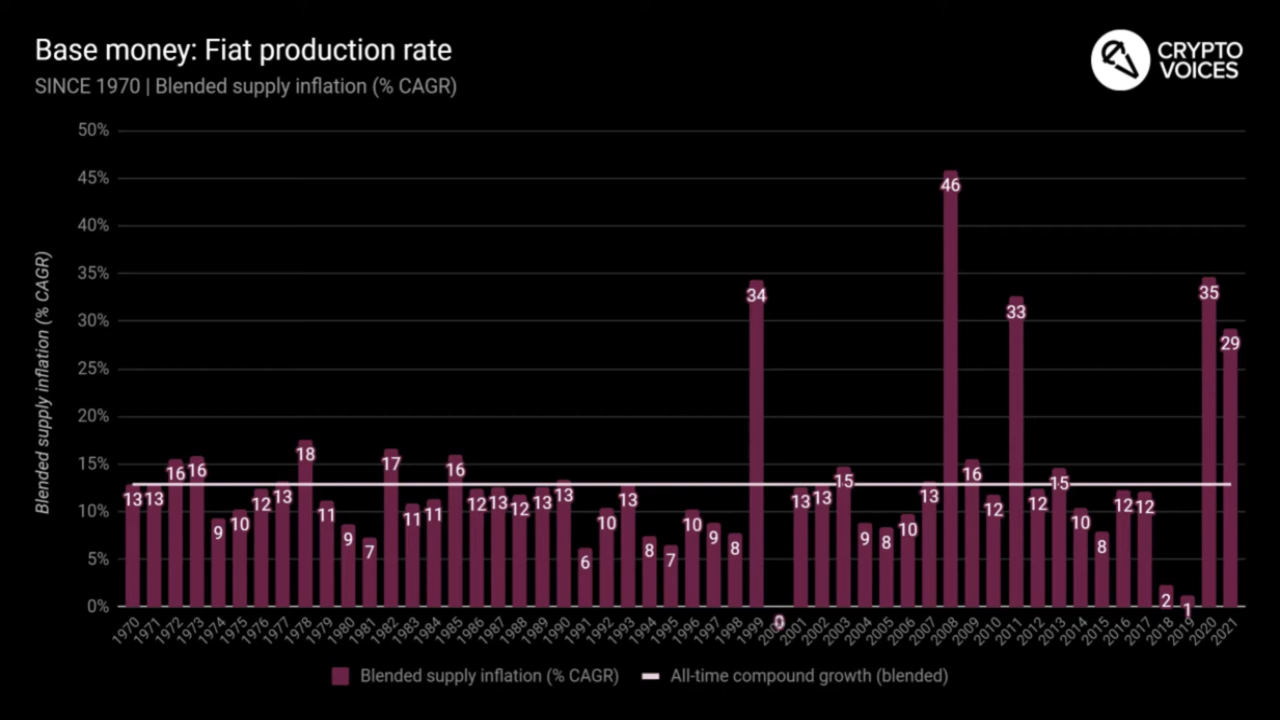 Base money: Fiat production rate
SINCE 1970 | Blended supply inflation (% CAGR)
CRYPTO
VOICES
Blended supply inflation (% CAGR)
50%
45%
40%
35%
30%
25%
20%
15%
10%
5%
0%
13 13 16 16 9 10 12 13 18 11 9 7 17 11 11 16 12 13 12 13 13 6 10 13 8 7 10 9 8 34 0 13 13 15 9 8 10 13 46 16 12 33 12 15 10 8 12 12 2 1 35 29
1970 1971 1972 1973 1974 1975 1976 1977 1978 1979 1980 1981 1982 1983 1984 1985 1986 1987 1988 1989 1990 1991 1992 1993 1994 1995 1996 1997 1998 1999 2001 2002 2003 2004 2005 2006 2007 2008 2009 2010 2011 2012 2013 2014 2015 2016 2017 2018 2019 2020 2021
Blended supply inflation (% CAGR) All-time compound growth (blended)